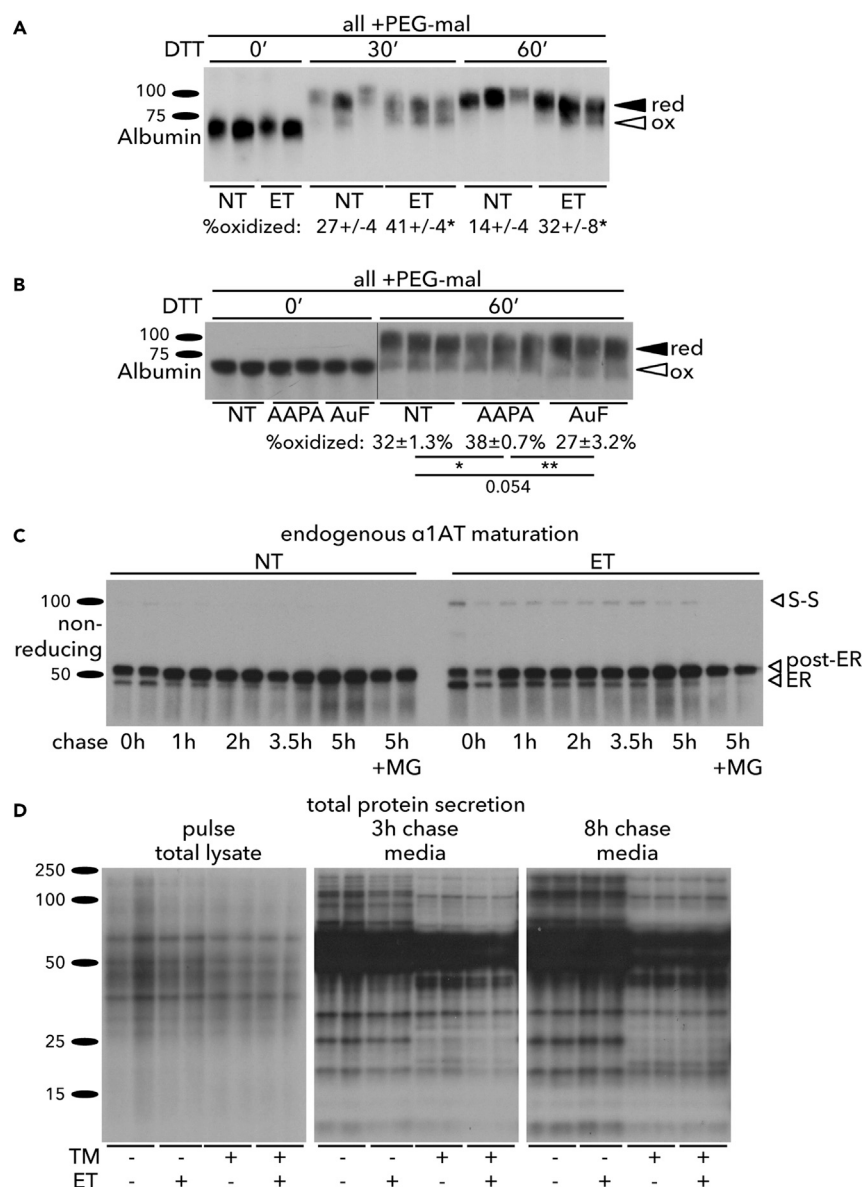 A
all +PEG-mal
DTT 0' 30' 60'
100
75
Albumin
red
ox
NT ET NT ET NT ET
%oxidized: 27+/-4 41+/-4* 14+/-4 32+/-8*
B
all +PEG-mal
DTT 0' 60'
100
75
Albumin
red
ox
NT AAPA AuF NT AAPA AuF
%oxidized: 32±1.3% 38±0.7% 27±3.2%
* **
0.054
C
endogenous α1AT maturation
NT ET
100
S-S
non-
reducing
50
post-ER
ER
chase 0h 1h 2h 3.5h 5h 5h 0h 1h 2h 3.5h 5h 5h
+MG +MG
D
total protein secretion
pulse 3h chase 8h chase
total lysate media media
250
100
50
25
15
TM - - + + - - + + - - + +
ET - + - + - + - + - + - +